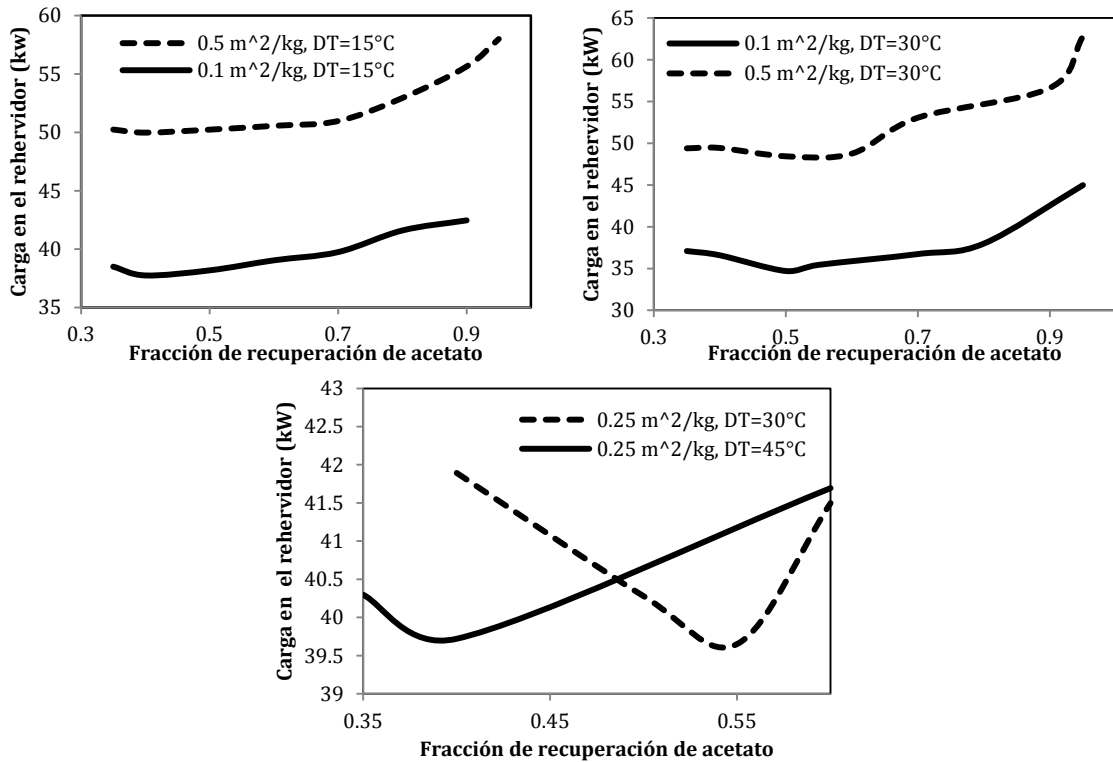 60
55
50
45
40
35
0.3
0.5
0.7
0.9
Carga en el rehervidor (kw)
Fracción de recuperación de acetato
0.5 m^2/kg, DT=15°C
0.1 m^2/kg, DT=15°C
65
60
55
50
45
40
35
30
0.3
0.5
0.7
0.9
Carga en el rehervidor (kW)
Fracción de recuperación de acetato
0.1 m^2/kg, DT=30°C
0.5 m^2/kg, DT=30°C
43
42.5
42
41.5
41
40.5
40
39.5
39
0.35
0.45
0.55
Carga en el rehervidor (kW)
Fracción de recuperación de acetato
0.25 m^2/kg, DT=30°C
0.25 m^2/kg, DT=45°C